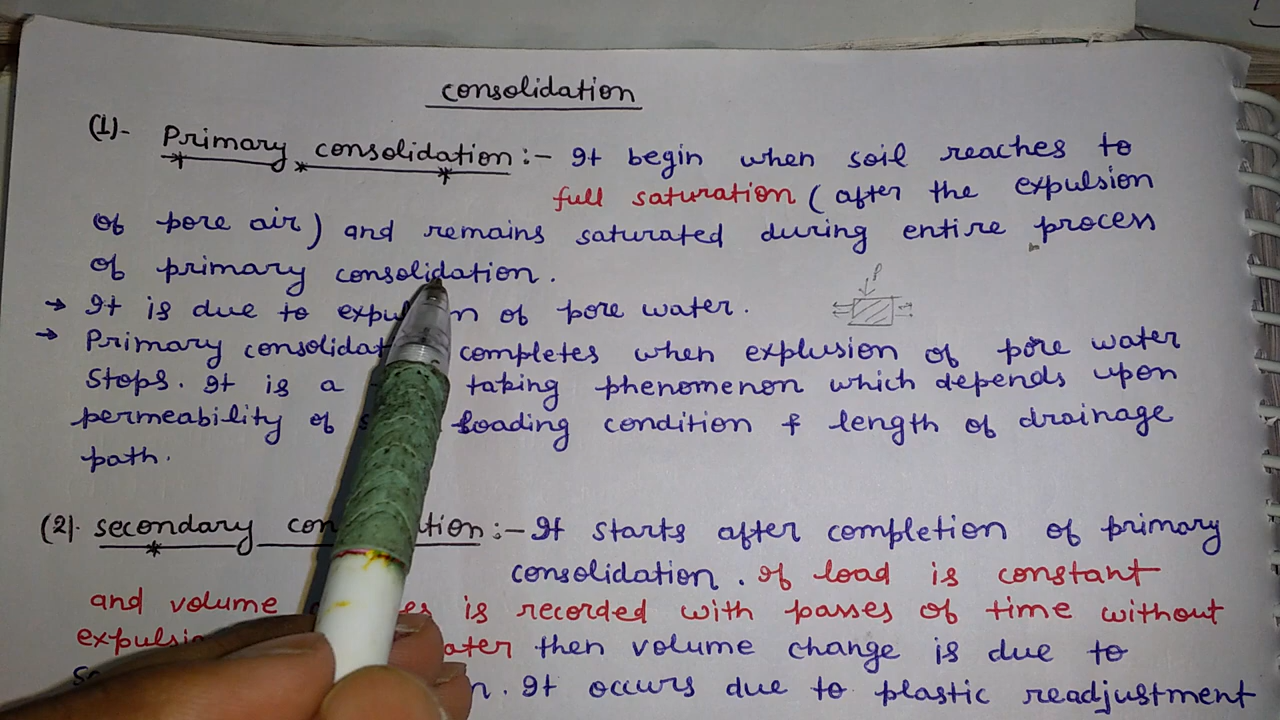 consolidation
(1)- Primary consolidation :- It begin when soil reaches to
full saturation (after the expulsion
of pore air) and remains saturated during entire process
of primary consolidation.
P
→ It is due to expu n of pore water.
→ Primary consolidat completes when explusion of pore water
stops. It is a taking phenomenon which depends upon
permeability of s loading condition & length of drainage
path.
(2)- secondary con tion :- It starts after completion of primary
consolidation. If load is constant
and volume es is recorded with passes of time without
expulsi ater then volume change is due to
n. It occurs due to plastic readjustment